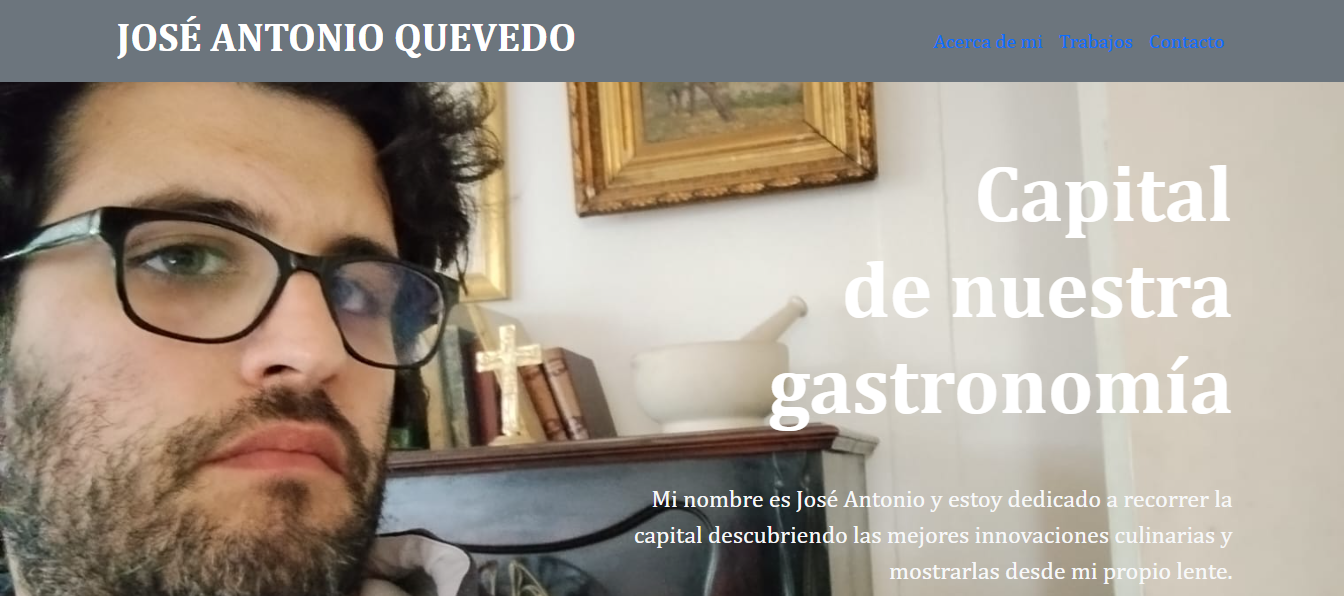 JOSÉ ANTONIO QUEVEDO
Acerca de mi Trabajos Contacto
Capital
de nuestra
gastronomía
Mi nombre es José Antonio y estoy dedicado a recorrer la
capital descubriendo las mejores innovaciones culinarias y
mostrarlas desde mi propio lente.